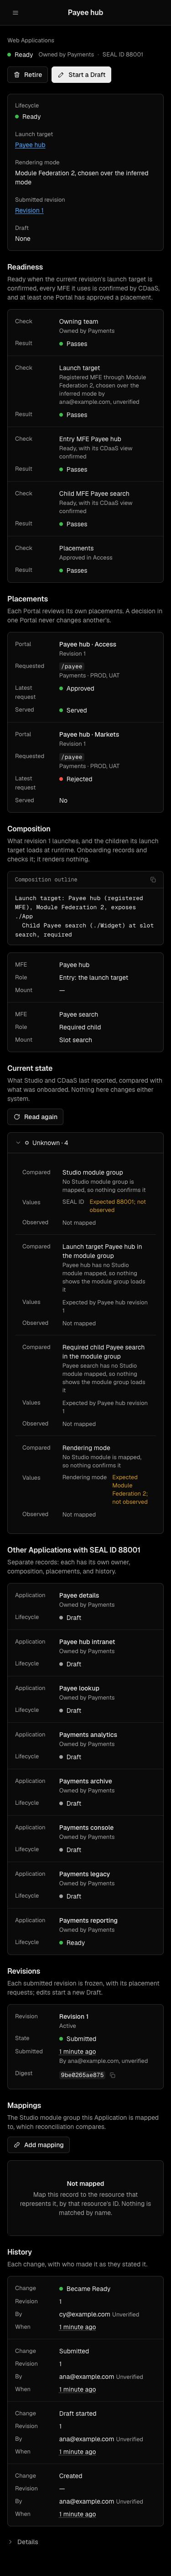 Payee hub
Web Applications
Ready Owned by Payments · SEAL ID 88001
Retire
Start a Draft
Lifecycle
Ready
Launch target
Payee hub
Rendering mode
Module Federation 2, chosen over the inferred
mode
Submitted revision
Revision 1
Draft
None
Readiness
Ready when the current revision's launch target is
confirmed, every MFE it uses is confirmed by CDaaS,
and at least one Portal has approved a placement.
Check Owning team
Owned by Payments
Result Passes
Check Launch target
Registered MFE through Module
Federation 2, chosen over the
inferred mode by
ana@example.com, unverified
Result Passes
Check Entry MFE Payee hub
Ready, with its CDaaS view
confirmed
Result Passes
Check Child MFE Payee search
Ready, with its CDaaS view
confirmed
Result Passes
Check Placements
Approved in Access
Result Passes
Placements
Each Portal reviews its own placements. A decision in
one Portal never changes another's.
Portal Payee hub · Access
Revision 1
Requested /payee
Payments · PROD, UAT
Latest
request
Approved
Served Served
Portal Payee hub · Markets
Revision 1
Requested /payee
Payments · PROD, UAT
Latest
request
Rejected
Served No
Composition
What revision 1 launches, and the children its launch
target loads at runtime. Onboarding records and
checks it; it renders nothing.
Composition outline
Launch target: Payee hub (registered
MFE), Module Federation 2, exposes
./App
Child Payee search (./Widget) at slot
search, required
MFE Payee hub
Role Entry: the launch target
Mount —
MFE Payee search
Role Required child
Mount Slot search
Current state
What Studio and CDaaS last reported, compared with
what was onboarded. Nothing here changes either
system.
Read again
Unknown · 4
Compared Studio module group
No Studio module group is
mapped, so nothing confirms it
Values SEAL ID Expected 88001; not
observed
Observed Not mapped
Compared Launch target Payee hub in
the module group
Payee hub has no Studio
module mapped, so nothing
shows the module group loads
it
Values Expected by Payee hub revision
1
Observed Not mapped
Compared Required child Payee search
in the module group
Payee search has no Studio
module mapped, so nothing
shows the module group loads
it
Values Expected by Payee hub revision
1
Observed Not mapped
Compared Rendering mode
No Studio module is mapped,
so nothing confirms it
Values Rendering mode Expected
Module
Federation 2;
not observed
Observed Not mapped
Other Applications with SEAL ID 88001
Separate records: each has its own owner,
composition, placements, and history.
Application Payee details
Owned by Payments
Lifecycle Draft
Application Payee hub intranet
Owned by Payments
Lifecycle Draft
Application Payee lookup
Owned by Payments
Lifecycle Draft
Application Payments analytics
Owned by Payments
Lifecycle Draft
Application Payments archive
Owned by Payments
Lifecycle Draft
Application Payments console
Owned by Payments
Lifecycle Draft
Application Payments legacy
Owned by Payments
Lifecycle Draft
Application Payments reporting
Owned by Payments
Lifecycle Ready
Revisions
Each submitted revision is frozen, with its placement
requests; edits start a new Draft.
Revision Revision 1
Active
State Submitted
Submitted 1 minute ago
By ana@example.com, unverified
Digest 9be0265ae875
Mappings
The Studio module group this Application is mapped
to, which reconciliation compares.
Add mapping
Not mapped
Map this record to the resource that
represents it, by that resource's ID. Nothing is
matched by name.
History
Each change, with who made it as they stated it.
Change Became Ready
Revision 1
By cy@example.com Unverified
When 1 minute ago
Change Submitted
Revision 1
By ana@example.com Unverified
When 1 minute ago
Change Draft started
Revision 1
By ana@example.com Unverified
When 1 minute ago
Change Created
Revision —
By ana@example.com Unverified
When 1 minute ago
Details